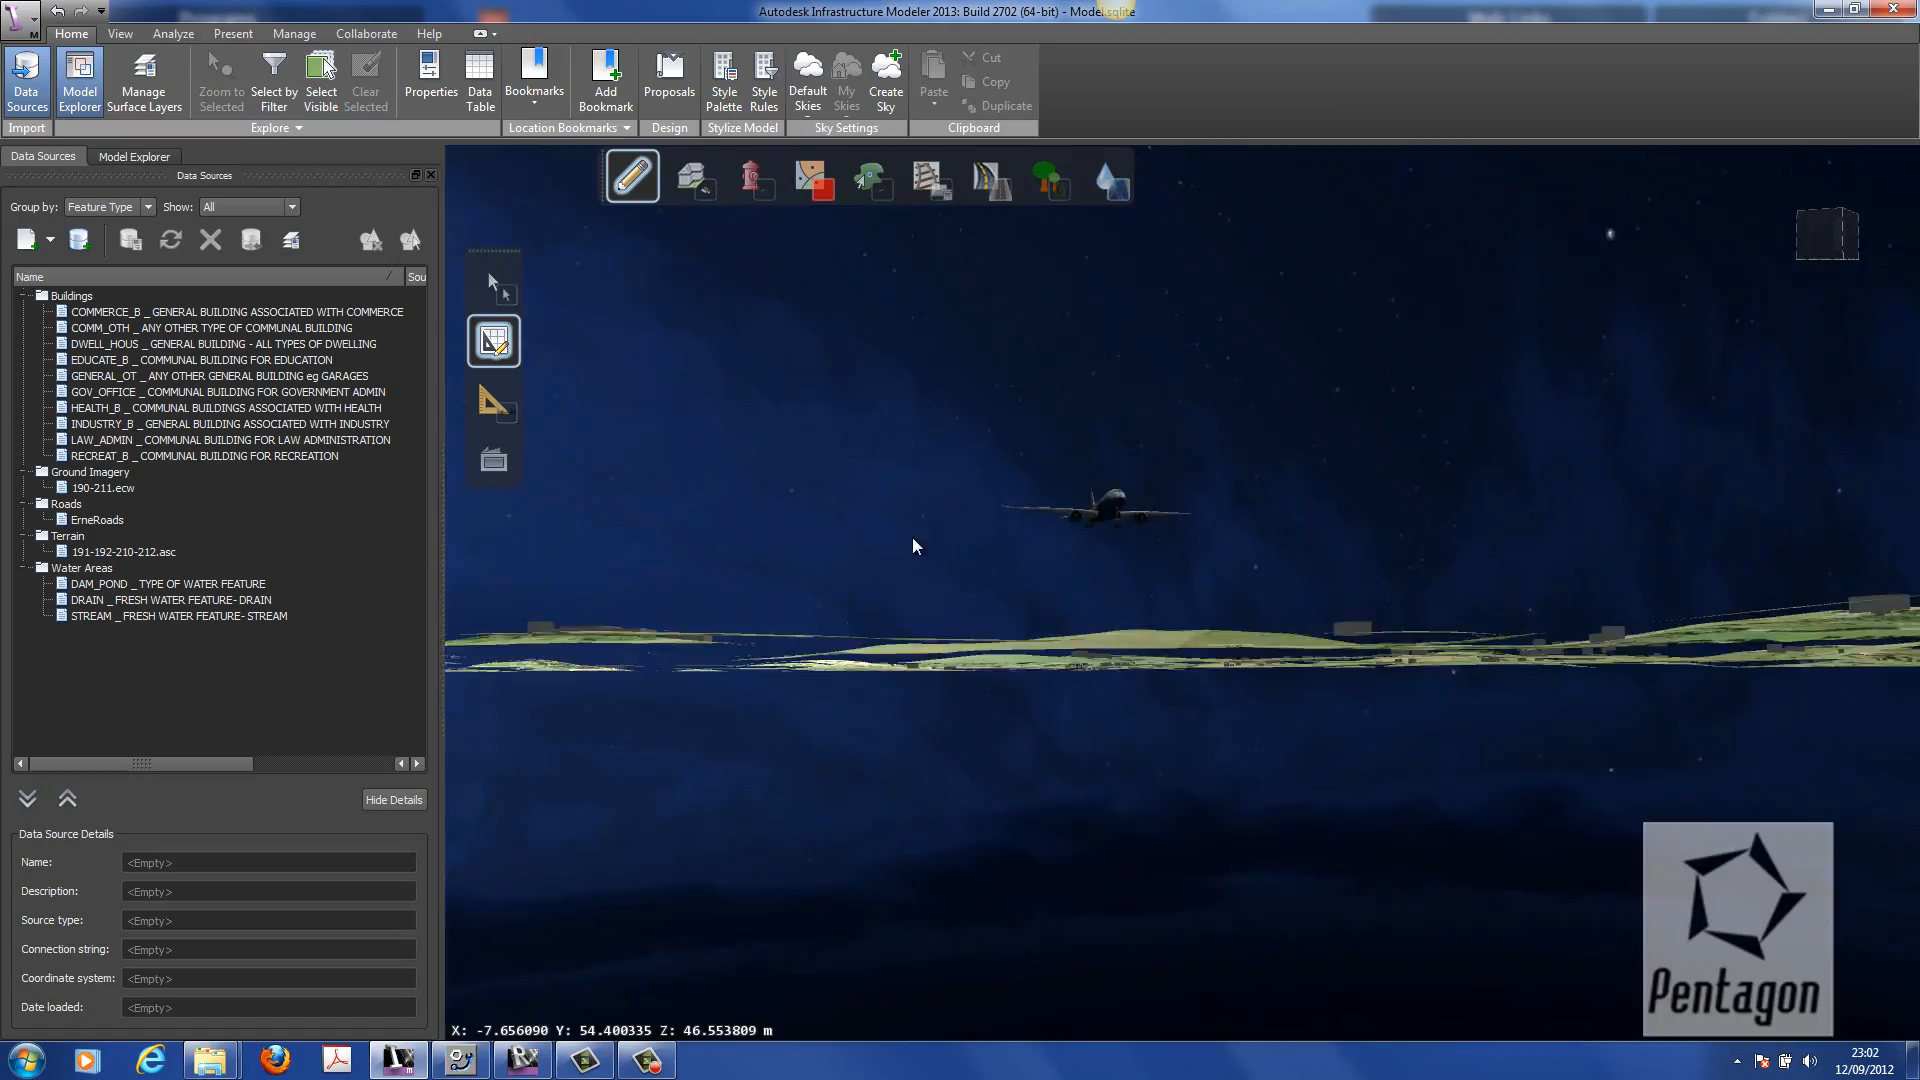 Autodesk Infrastructure Modeler 2013: Build 2702 (64-bit) - Model.sqlite
Home View Analyze Present Manage Collaborate Help
Data Sources
Model Explorer
Manage Surface Layers
Zoom to Selected
Select by Filter
Select Visible
Clear Selected
Properties
Data Table
Bookmarks
Add Bookmark
Proposals
Style Palette
Style Rules
Default Skies
My Skies
Create Sky
Paste
Cut
Copy
Duplicate
Import Explore Location Bookmarks Design Stylize Model Sky Settings Clipboard
Data Sources Model Explorer
Data Sources
Group by: Feature Type Show: All
Name Sou
Buildings
COMMERCE_B _ GENERAL BUILDING ASSOCIATED WITH COMMERCE
COMM_OTH _ ANY OTHER TYPE OF COMMUNAL BUILDING
DWELL_HOUS _ GENERAL BUILDING - ALL TYPES OF DWELLING
EDUCATE_B _ COMMUNAL BUILDING FOR EDUCATION
GENERAL_OT _ ANY OTHER GENERAL BUILDING eg GARAGES
GOV_OFFICE _ COMMUNAL BUILDING FOR GOVERNMENT ADMIN
HEALTH_B _ COMMUNAL BUILDINGS ASSOCIATED WITH HEALTH
INDUSTRY_B _ GENERAL BUILDING ASSOCIATED WITH INDUSTRY
LAW_ADMIN _ COMMUNAL BUILDING FOR LAW ADMINISTRATION
RECREAT_B _ COMMUNAL BUILDING FOR RECREATION
Ground Imagery
190-211.ecw
Roads
ErneRoads
Terrain
191-192-210-212.asc
Water Areas
DAM_POND _ TYPE OF WATER FEATURE
DRAIN _ FRESH WATER FEATURE- DRAIN
STREAM _ FRESH WATER FEATURE- STREAM
Hide Details
Data Source Details
Name: <Empty>
Description: <Empty>
Source type: <Empty>
Connection string: <Empty>
Coordinate system: <Empty>
Date loaded: <Empty>
X: -7.656090 Y: 54.400335 Z: 46.553809 m
Pentagon
23:02
12/09/2012